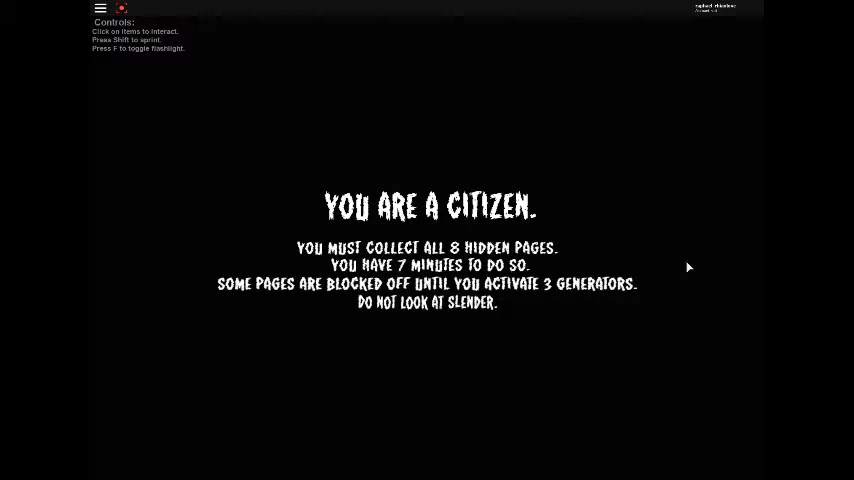 Controls:
Click on items to interact.
Press Shift to sprint.
Press F to toggle flashlight.
YOU ARE A CITIZEN.
YOU MUST COLLECT ALL 8 HIDDEN PAGES.
YOU HAVE 7 MINUTES TO DO SO.
SOME PAGES ARE BLOCKED OFF UNTIL YOU ACTIVATE 3 GENERATORS.
DO NOT LOOK AT SLENDER.